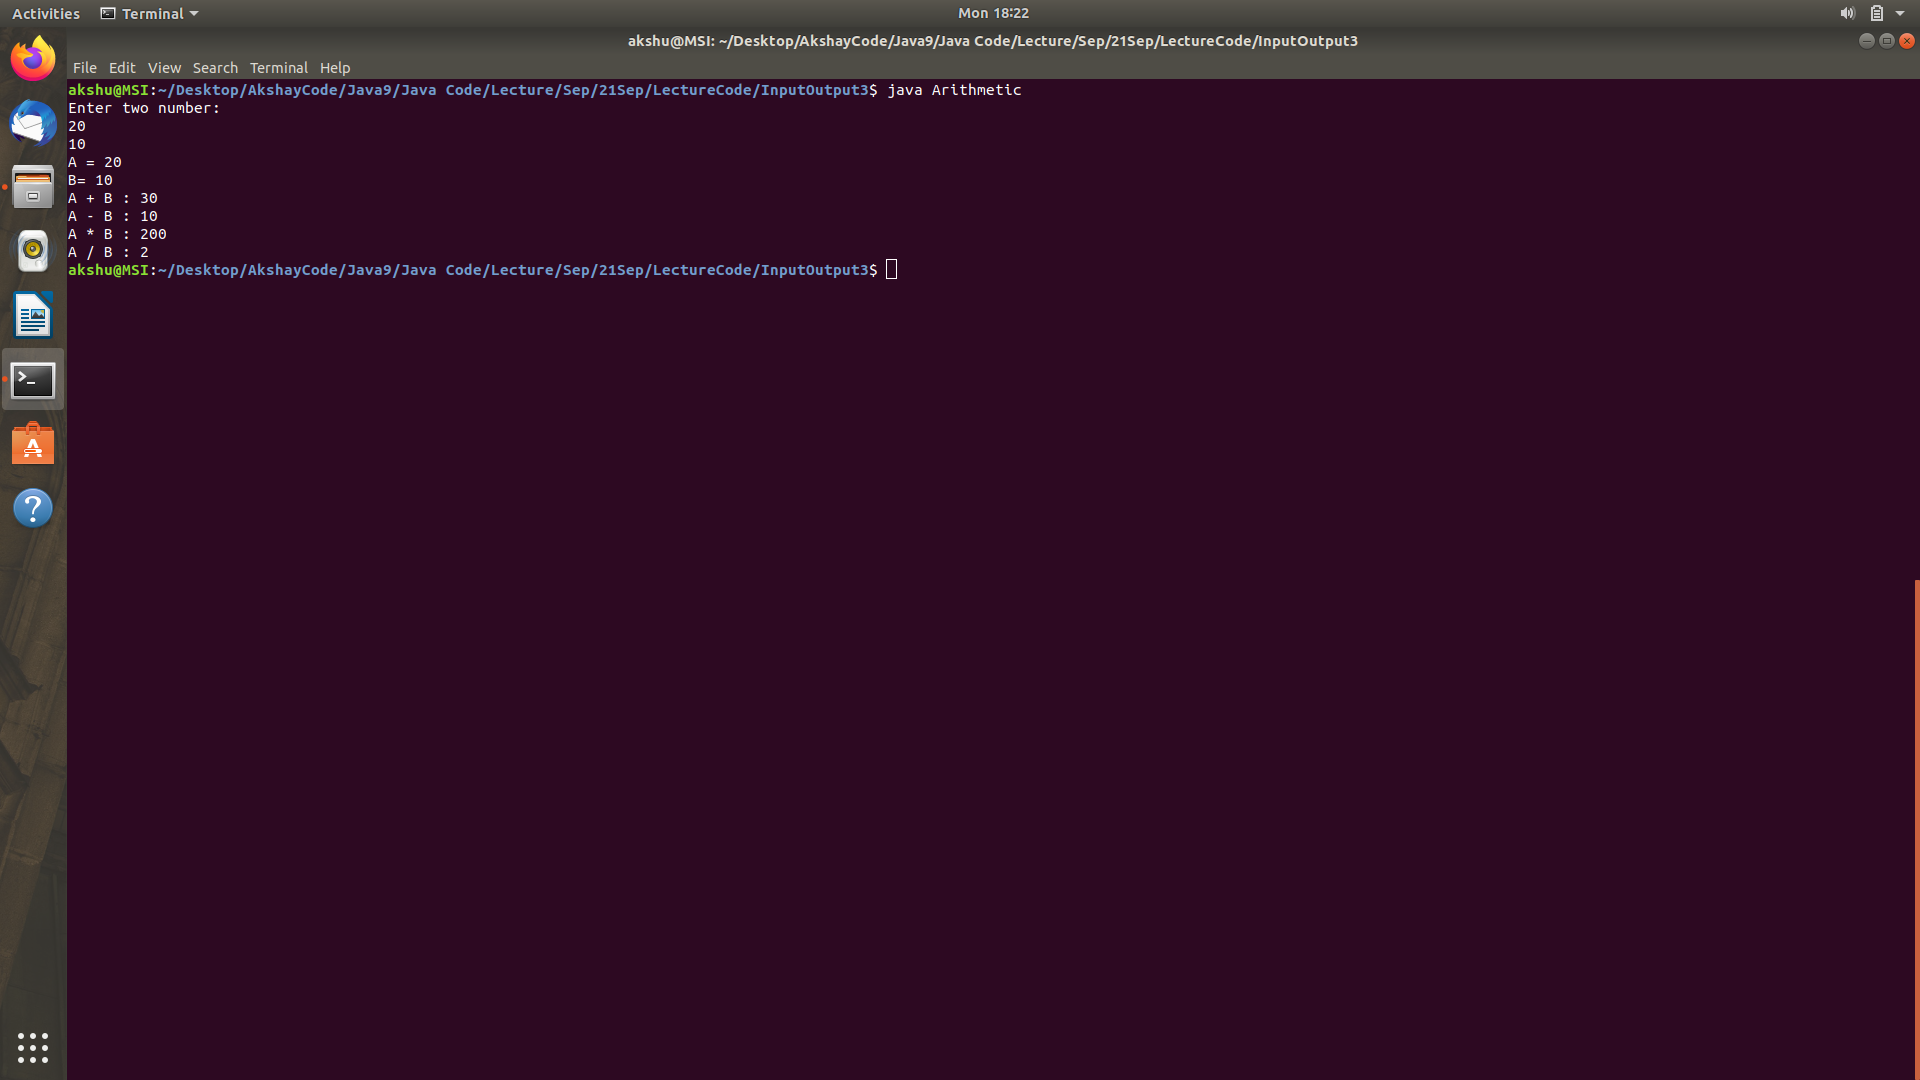 Activities Terminal Mon 18:22
akshu@MSI: ~/Desktop/AkshayCode/Java9/Java Code/Lecture/Sep/21Sep/LectureCode/InputOutput3
File Edit View Search Terminal Help
akshu@MSI:~/Desktop/AkshayCode/Java9/Java Code/Lecture/Sep/21Sep/LectureCode/InputOutput3$ java Arithmetic
Enter two number:
20
10
A = 20
B= 10
A + B : 30
A - B : 10
A * B : 200
A / B : 2
akshu@MSI:~/Desktop/AkshayCode/Java9/Java Code/Lecture/Sep/21Sep/LectureCode/InputOutput3$